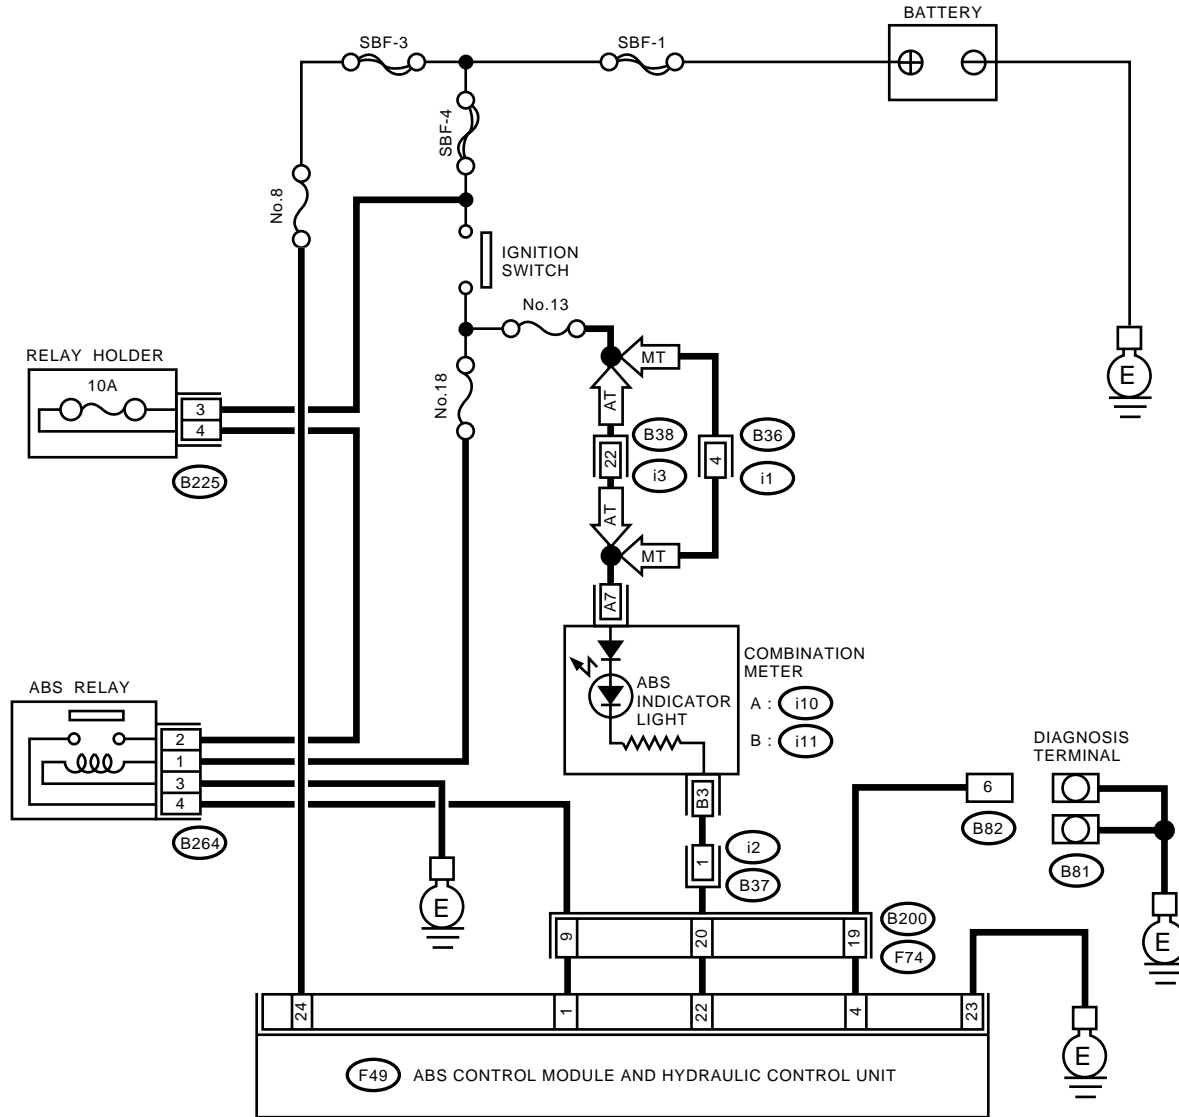 BATTERY
SBF-3
SBF-1
SBF-4
No.8
IGNITION
SWITCH
No.13
RELAY HOLDER
10A
3
4
B225
No.18
MT
AT
B38
22
i3
B36
4
i1
AT
MT
E
A7
COMBINATION
METER
A : i10
B : i11
ABS
INDICATOR
LIGHT
ABS RELAY
2
1
3
4
B264
DIAGNOSIS
TERMINAL
6
B82
B81
B3
i2
1
B37
E
B200
9
20
19
F74
E
24
1
22
4
23
E
F49 ABS CONTROL MODULE AND HYDRAULIC CONTROL UNIT